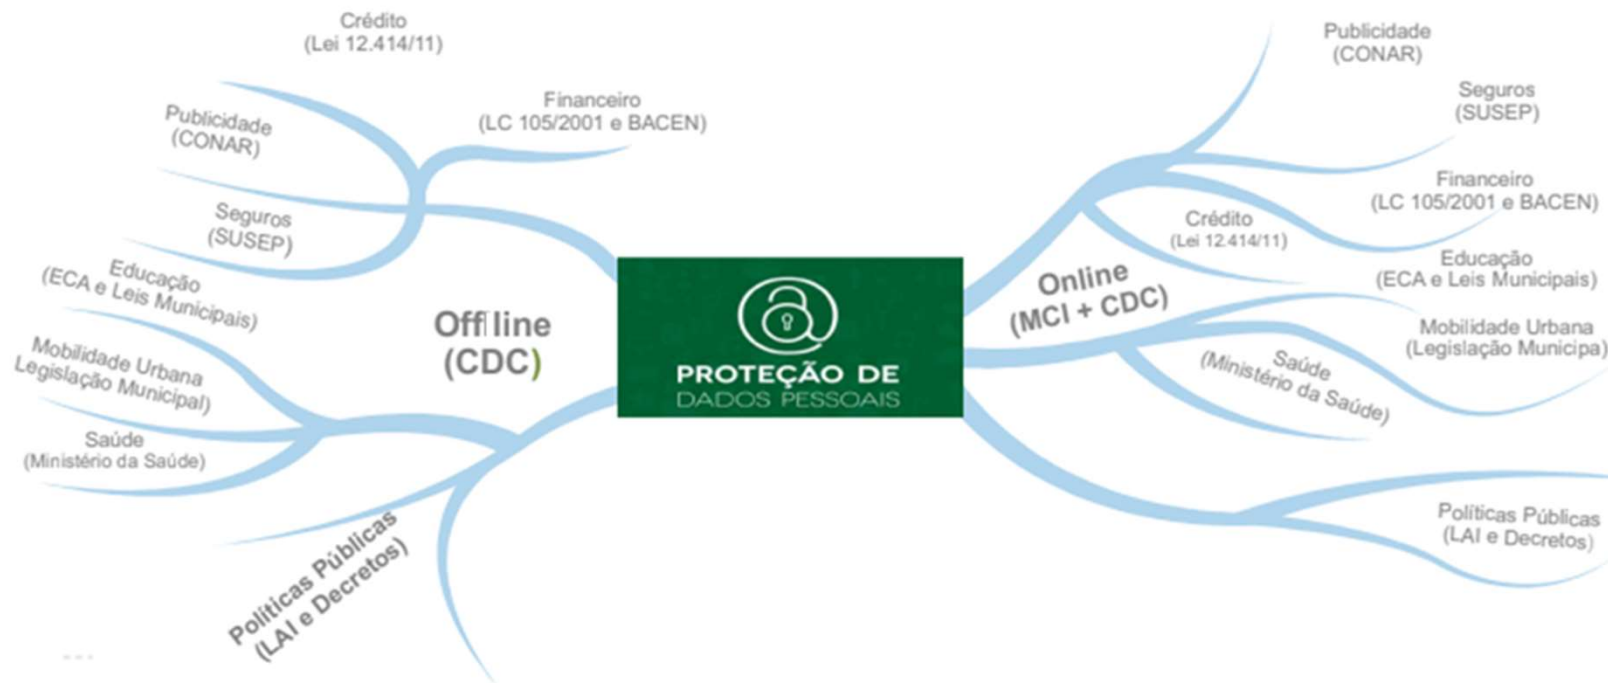 Crédito
(Lei 12.414/11)
Financeiro
(LC 105/2001 e BACEN)
Publicidade
(CONAR)
Seguros
(SUSEP)
Educação
(ECA e Leis Municipais)
Mobilidade Urbana
Legislação Municipal)
Saúde
(Ministério da Saúde)
Off line
(CDC)
Políticas Públicas
(LAI e Decretos)
PROTEÇÃO DE
DADOS PESSOAIS
Online
(MCI + CDC)
Publicidade
(CONAR)
Seguros
(SUSEP)
Financeiro
(LC 105/2001 e BACEN)
Crédito
(Lei 12.414/11)
Educação
(ECA e Leis Municipais)
Mobilidade Urbana
(Legislação Municipa)
Saúde
(Ministério da Saúde)
Políticas Públicas
(LAI e Decretos)